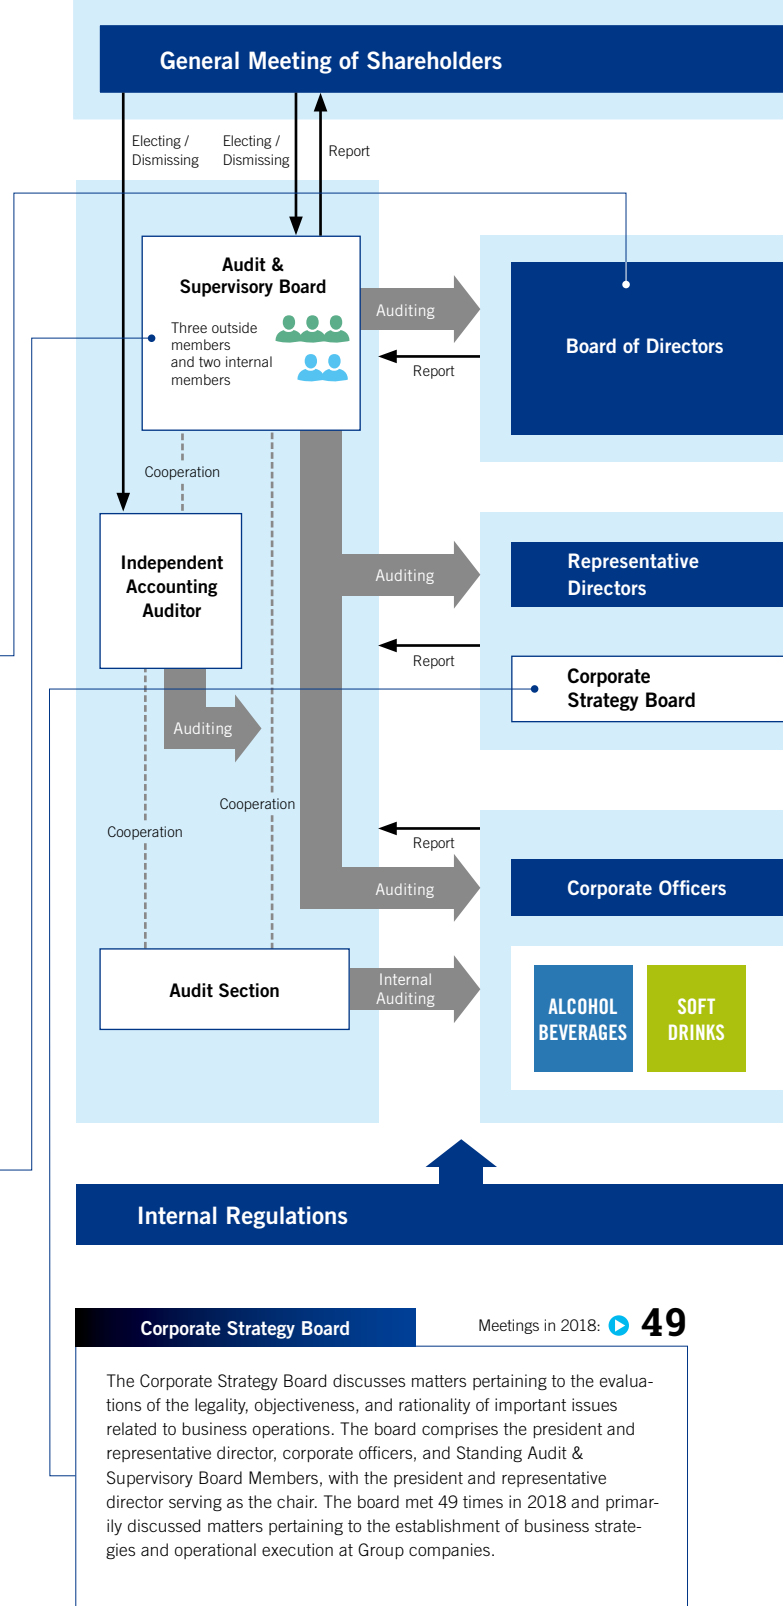 General Meeting of Shareholders
Electing /
Dismissing
Electing /
Dismissing
Report
Audit &
Supervisory Board
Three outside
members
and two internal
members
Auditing
Report
Board of Directors
Cooperation
Independent
Accounting
Auditor
Auditing
Representative
Directors
Report
Corporate
Strategy Board
Auditing
Cooperation
Cooperation
Report
Auditing
Corporate Officers
Audit Section
Internal
Auditing
ALCOHOL
BEVERAGES
SOFT
DRINKS
Internal Regulations
Corporate Strategy Board
Meetings in 2018: 49
The Corporate Strategy Board discusses matters pertaining to the evalua-
tions of the legality, objectiveness, and rationality of important issues
related to business operations. The board comprises the president and
representative director, corporate officers, and Standing Audit &
Supervisory Board Members, with the president and representative
director serving as the chair. The board met 49 times in 2018 and primar-
ily discussed matters pertaining to the establishment of business strate-
gies and operational execution at Group companies.